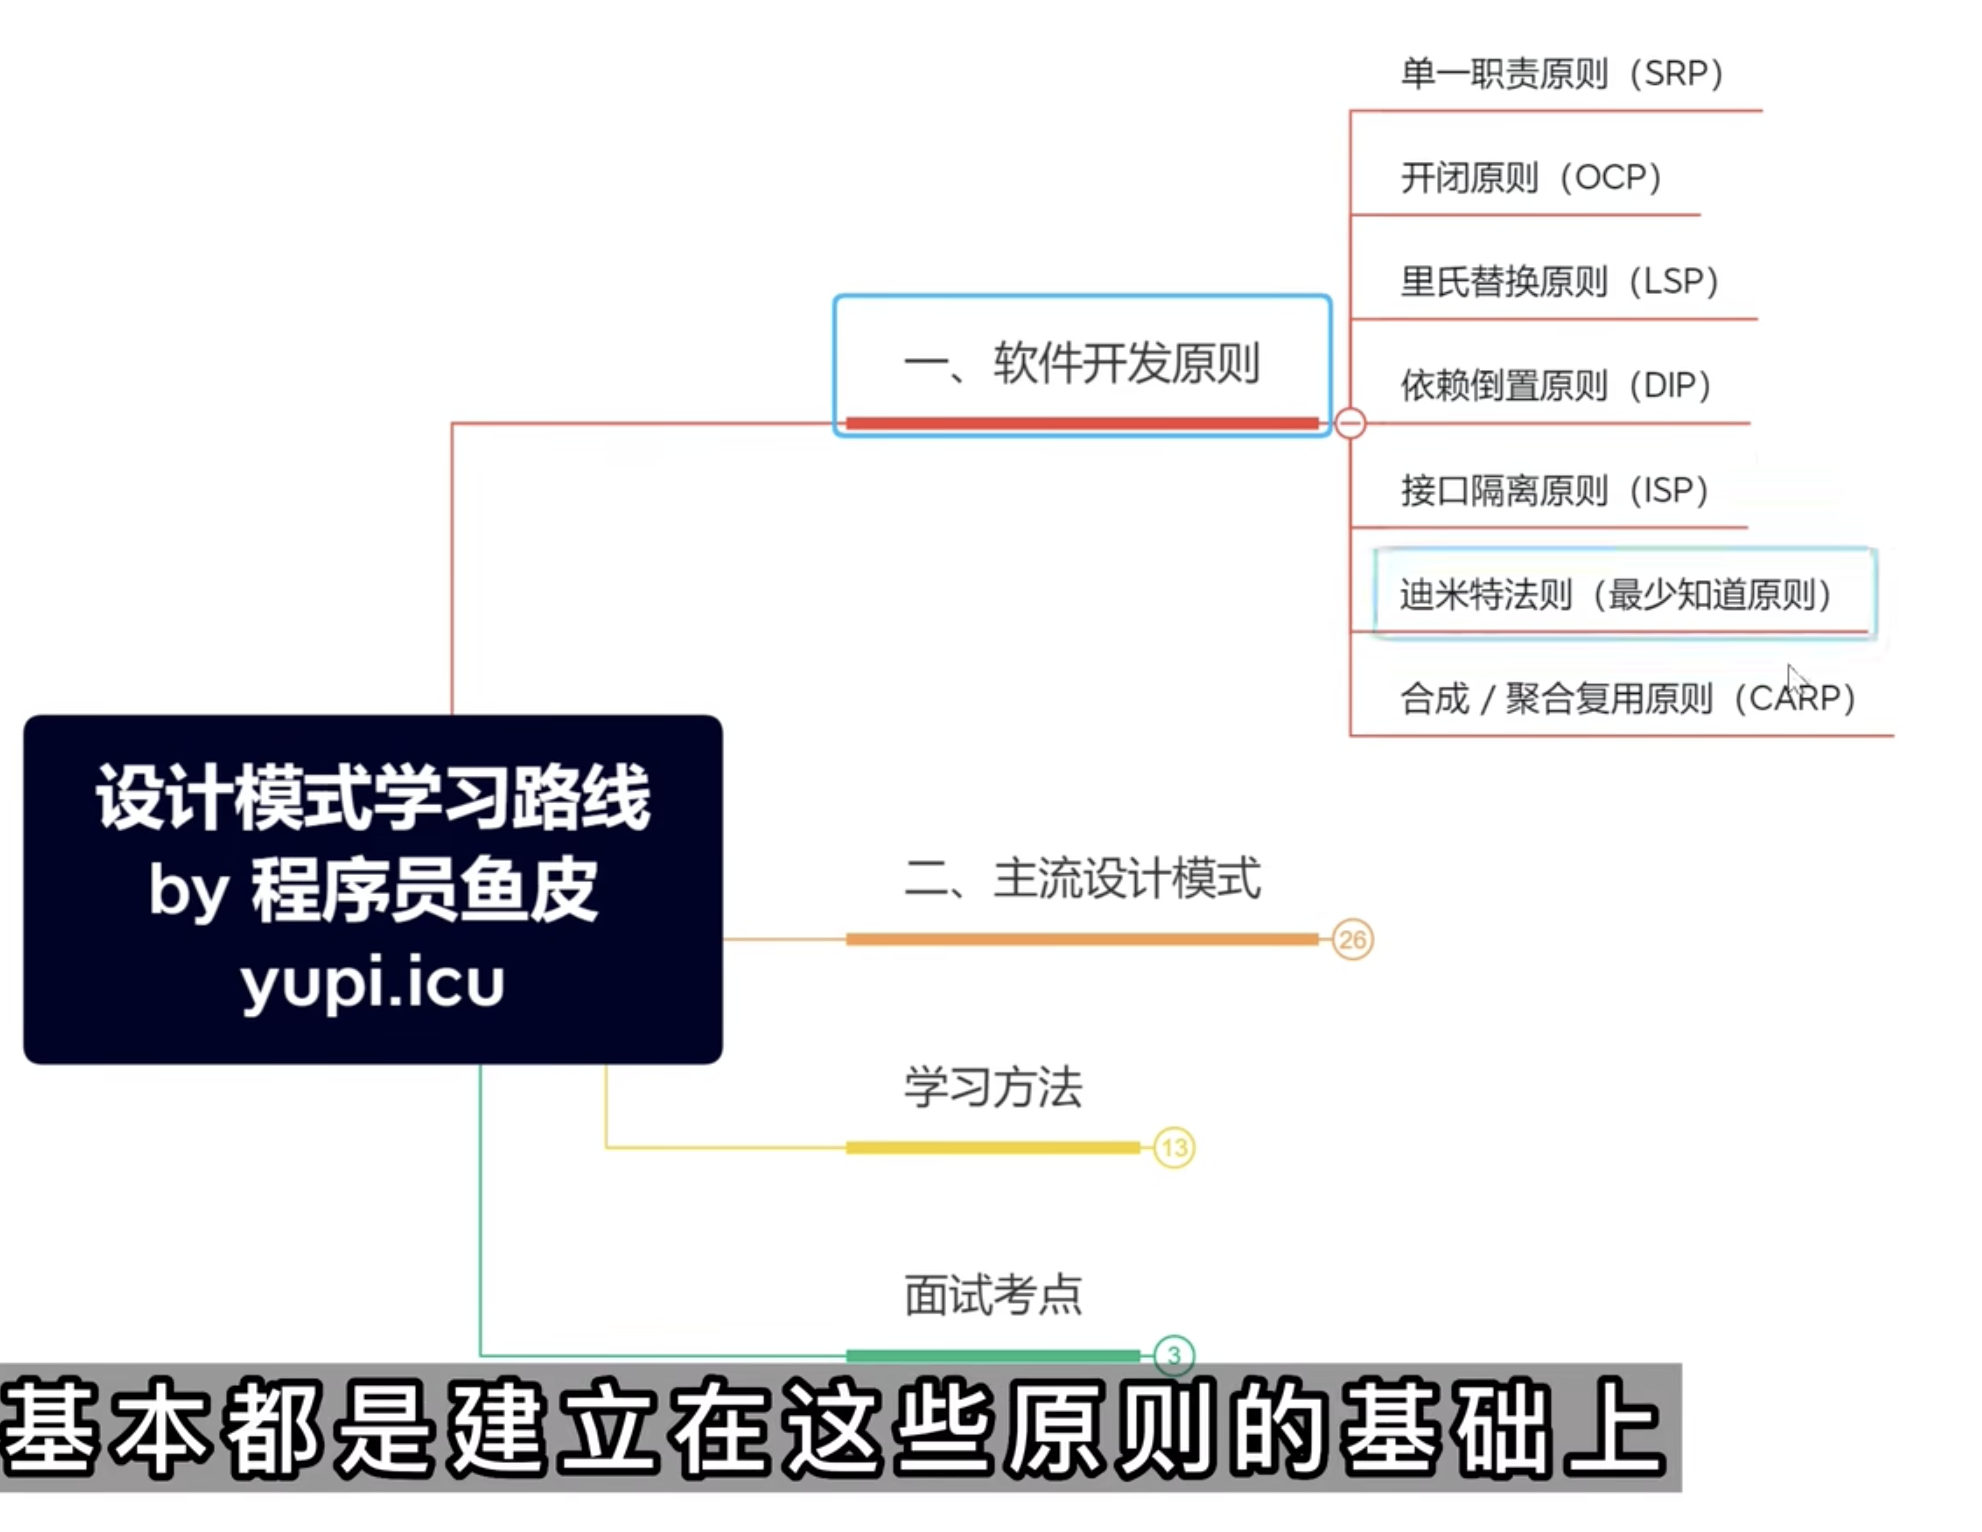 单一职责原则（SRP）
开闭原则（OCP）
里氏替换原则（LSP）
一、软件开发原则
依赖倒置原则（DIP）
接口隔离原则（ISP）
迪米特法则（最少知道原则）
合成 / 聚合复用原则（CARP）
设计模式学习路线
by 程序员鱼皮
yupi.icu
二、主流设计模式
26
学习方法
13
面试考点
3
基本都是建立在这些原则的基础上